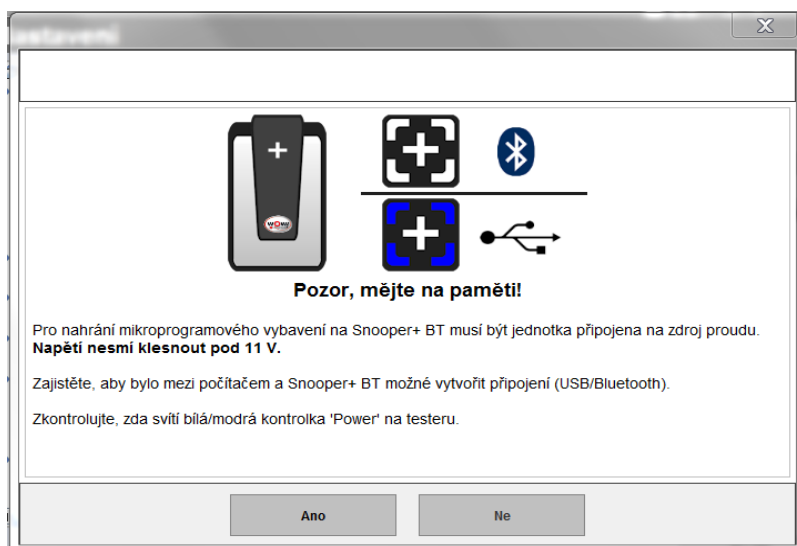 astavení
X
WOW!
Pozor, mějte na paměti!
Pro nahrání mikroprogramového vybavení na Snooper+ BT musí být jednotka připojena na zdroj proudu.
Napětí nesmí klesnout pod 11 V.
Zajistěte, aby bylo mezi počítačem a Snooper+ BT možné vytvořit připojení (USB/Bluetooth).
Zkontrolujte, zda svítí bílá/modrá kontrolka 'Power' na testeru.
Ano
Ne